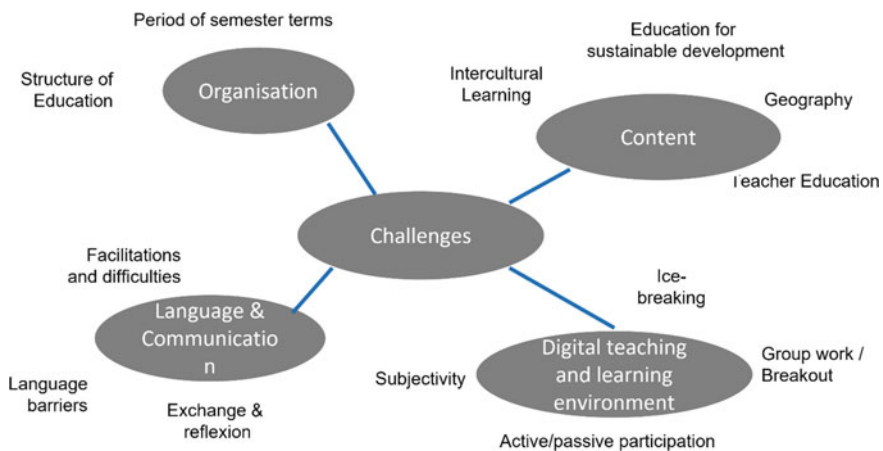 Period of semester terms
Structure of
Education
Organisation
Education for
sustainable development
Intercultural
Learning
Geography
Content
Teacher Education
Challenges
Facilitations
and difficulties
Language &
Communicatio
n
Language
barriers
Exchange &
reflexion
Ice-
breaking
Digital teaching
and learning
environment
Group work /
Breakout
Subjectivity
Active/passive participation